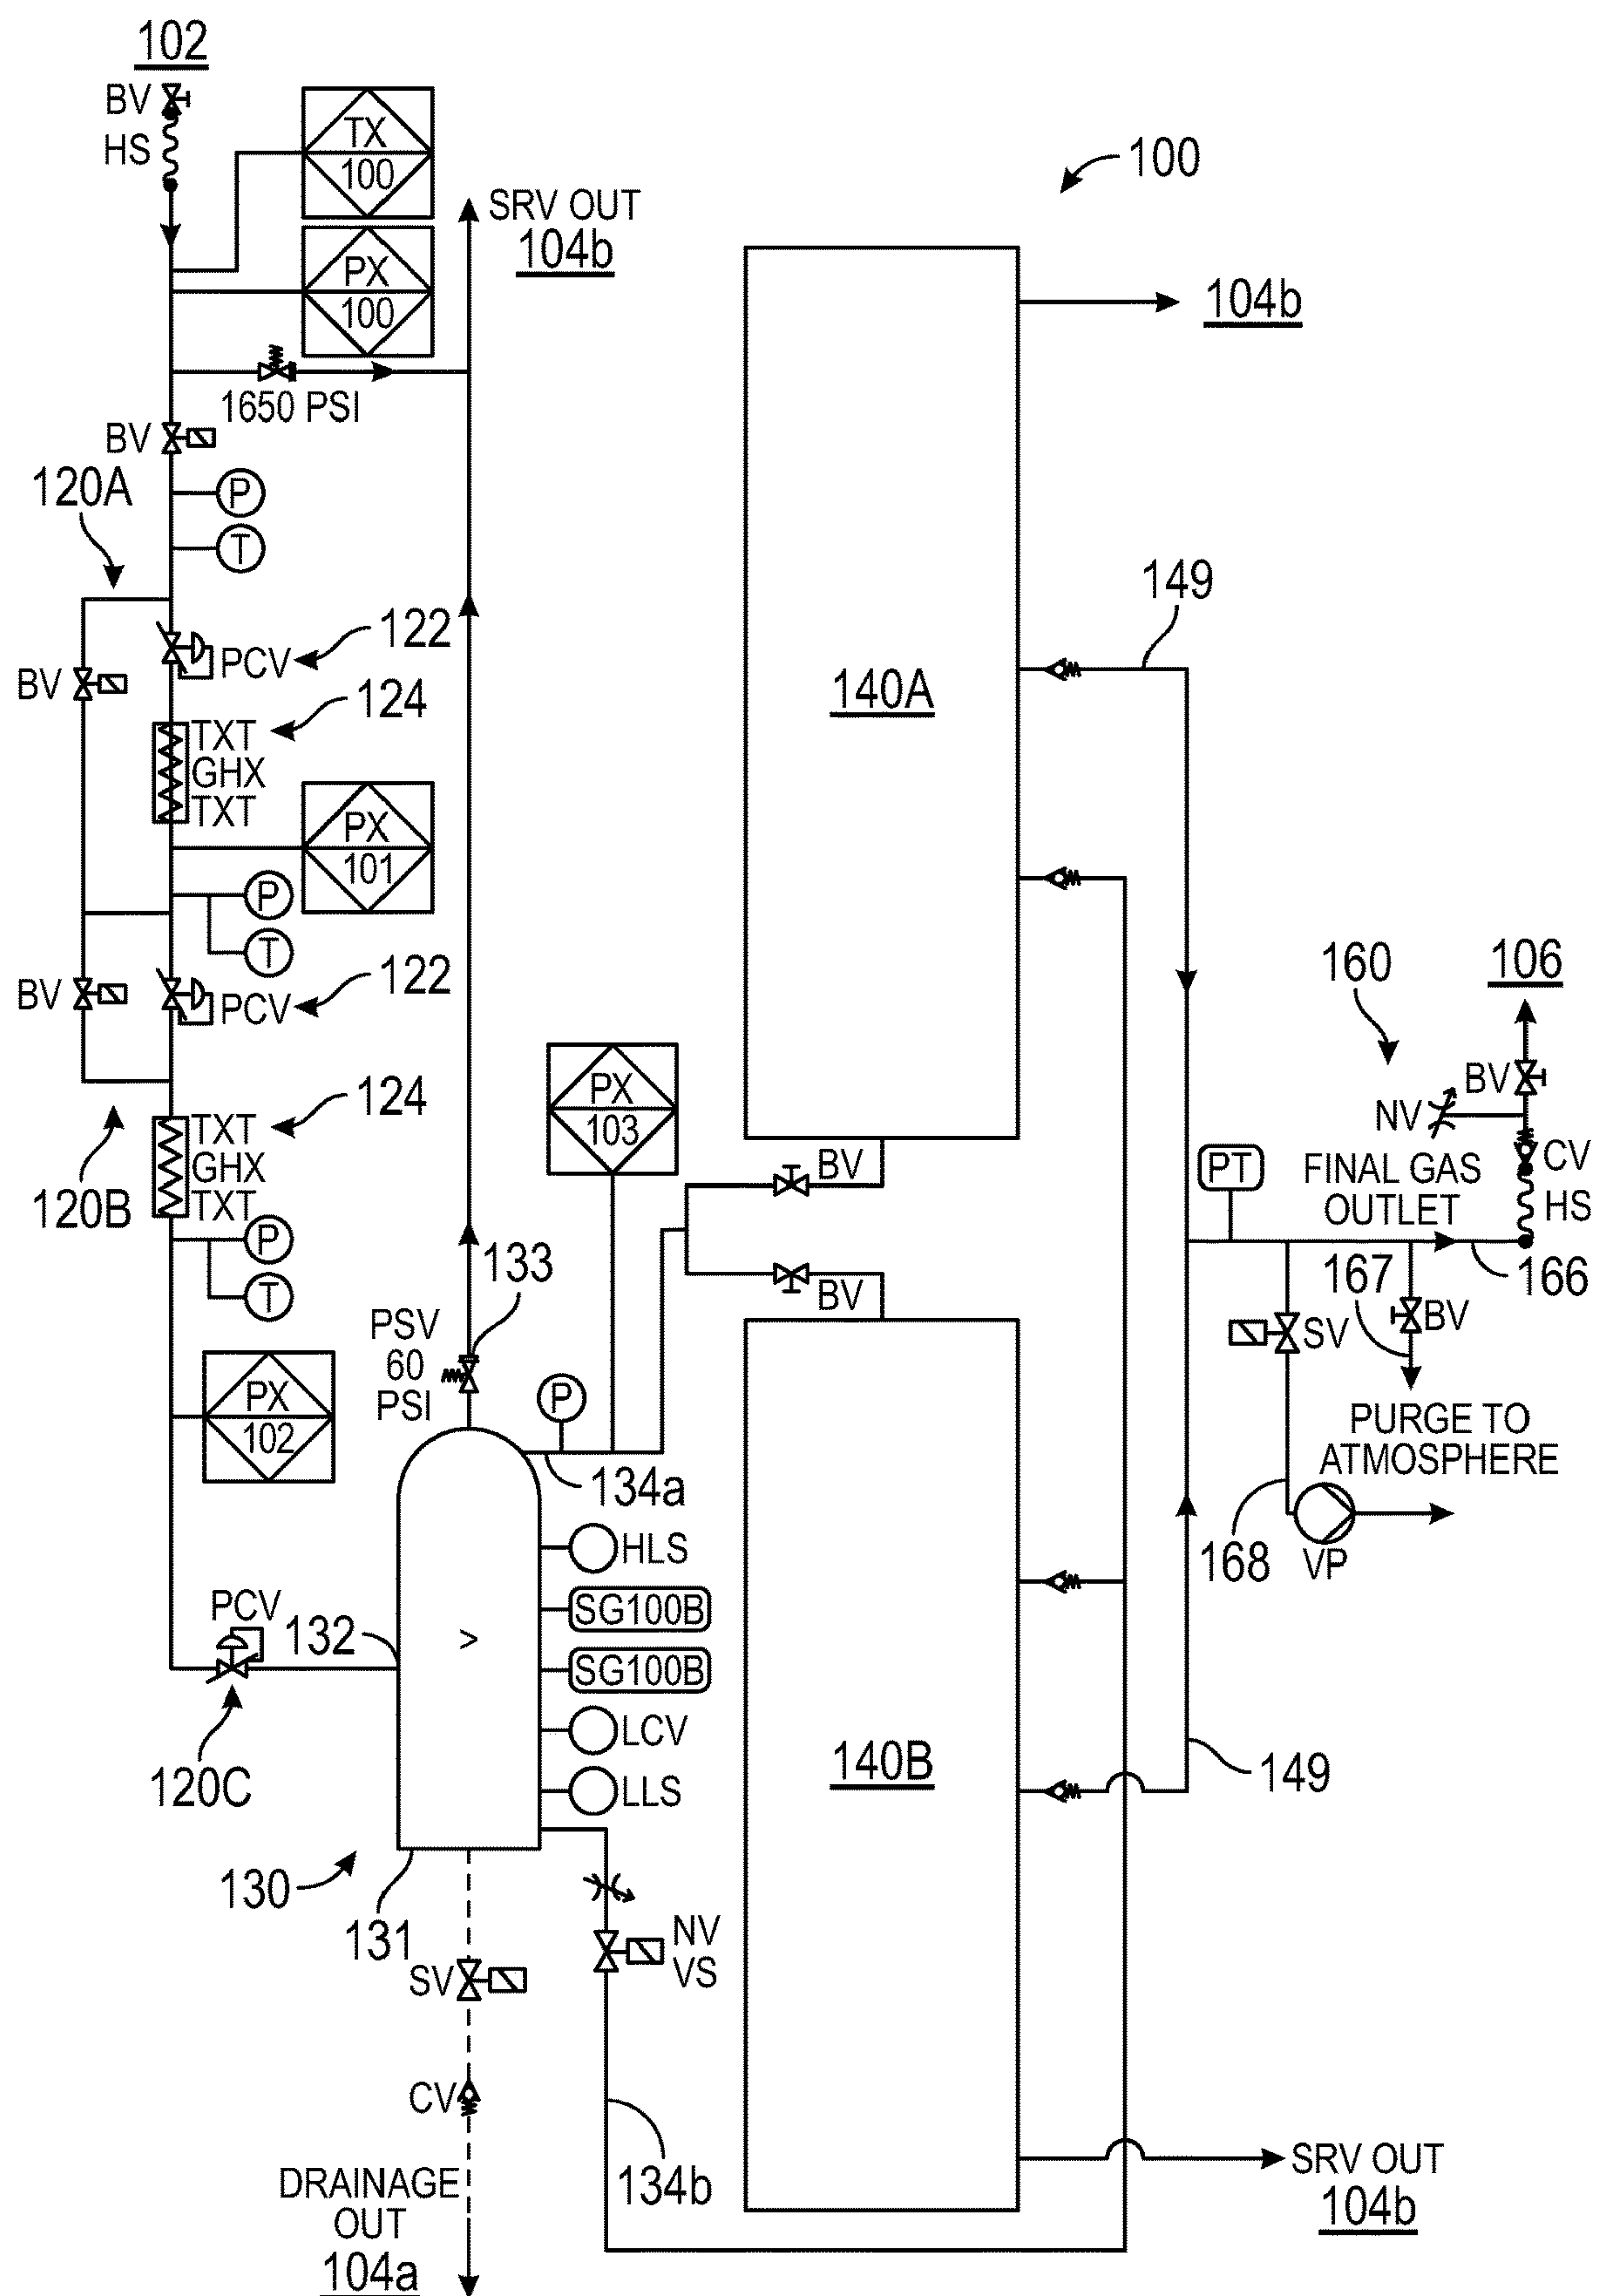 102
BV
HS
TX
100
SRV OUT
104b
PX
100
1650 PSI
BV
120A
P
T
122
PCV
BV
124
TXT
GHX
TXT
PX
101
P
T
122
PCV
BV
124
TXT
GHX
TXT
120B
P
T
PX
102
PCV
120C
132
PSV
60
PSI
133
P
134a
PX
103
HLS
SG100B
>
SG100B
LCV
LLS
130
131
NV
VS
SV
CV
134b
DRAINAGE
OUT
104a
100
104b
140A
149
BV
BV
140B
149
SRV OUT
104b
160
106
BV
NV
CV
HS
PT
FINAL GAS
OUTLET
166
167
SV
BV
PURGE TO
ATMOSPHERE
168
VP